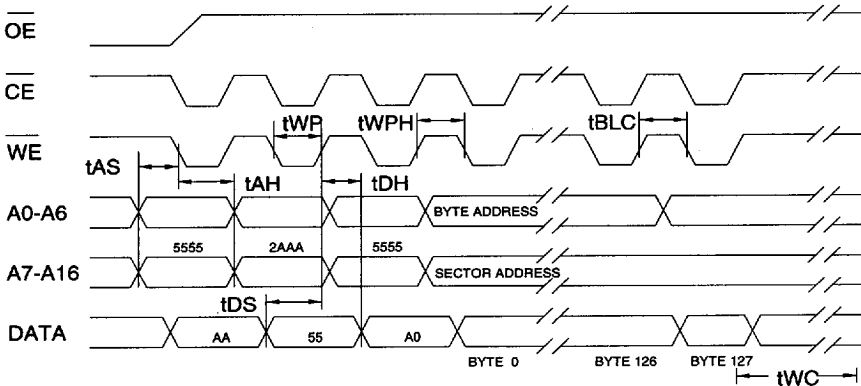 OE
CE
tWP tWPH tBLC
WE
tAS
tAH tDH
A0-A6 BYTE ADDRESS
5555 2AAA 5555
A7-A16 SECTOR ADDRESS
tDS
DATA AA 55 A0
BYTE 0 BYTE 126 BYTE 127
tWC